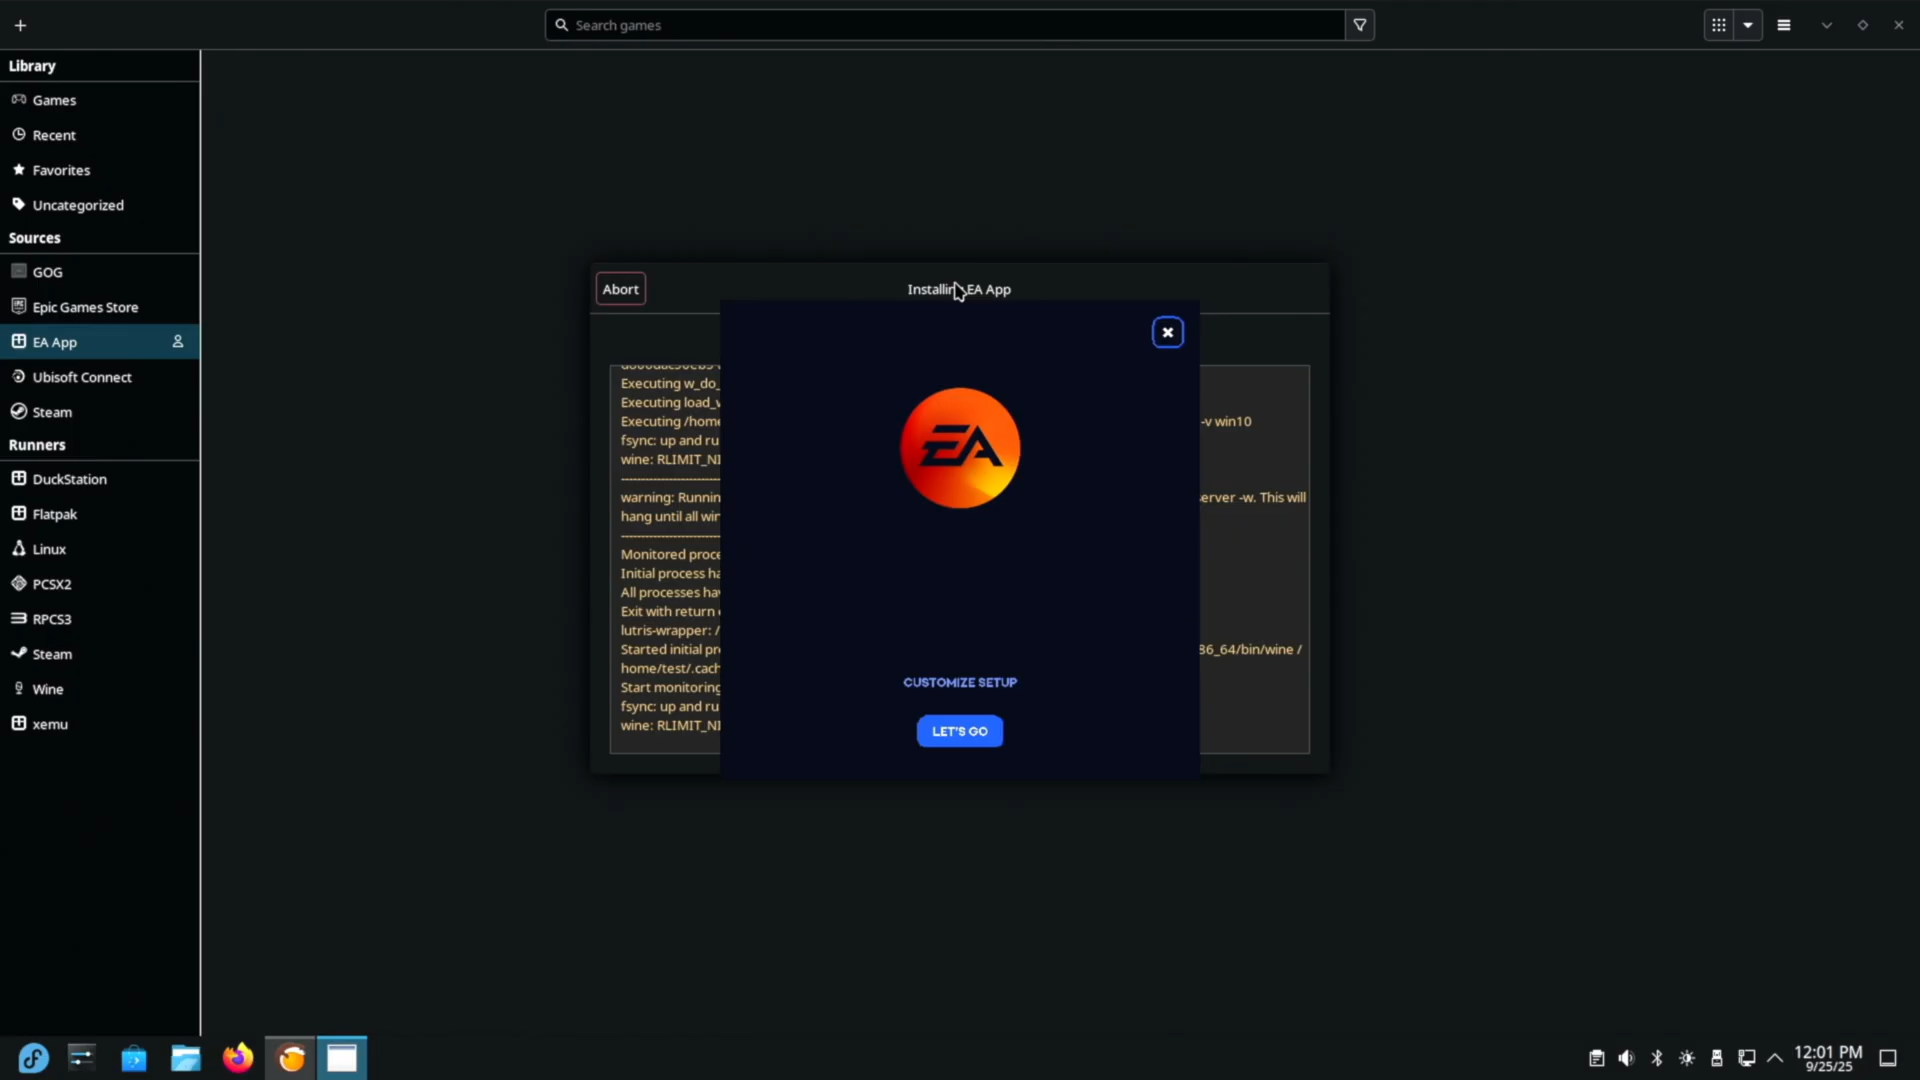 Search games
Library
Games
Recent
Favorites
Uncategorized
Sources
GOG
Epic Games Store
EA App
Ubisoft Connect
Steam
Runners
DuckStation
Flatpak
Linux
PCSX2
RPCS3
Steam
Wine
xemu
Abort
Installin EA App
Executing w_do_
Executing load_
Executing /home
-v win10
fsync: up and ru
wine: RLIMIT_NI
warning: Runnin
erver -w. This will
hang until all win
Monitored proce
Initial process ha
All processes hav
Exit with return
lutris-wrapper: /
Started initial pr
86_64/bin/wine /
home/test/.cach
Start monitoring
fsync: up and ru
wine: RLIMIT_NI
EA
CUSTOMIZE SETUP
LET'S GO
12:01 PM
9/25/25